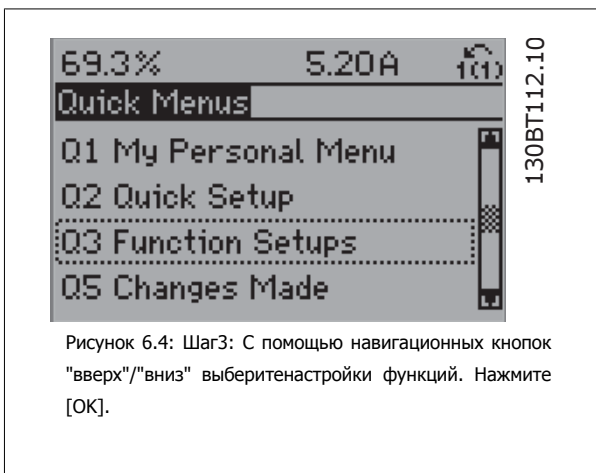 69.3% 5.20A 1(1)
Quick Menus
Q1 My Personal Menu
Q2 Quick Setup
Q3 Function Setups
Q5 Changes Made
130BT112.10
Рисунок 6.4: Шаг3: С помощью навигационных кнопок
"вверх"/"вниз" выберитенастройки функций. Нажмите
[OK].